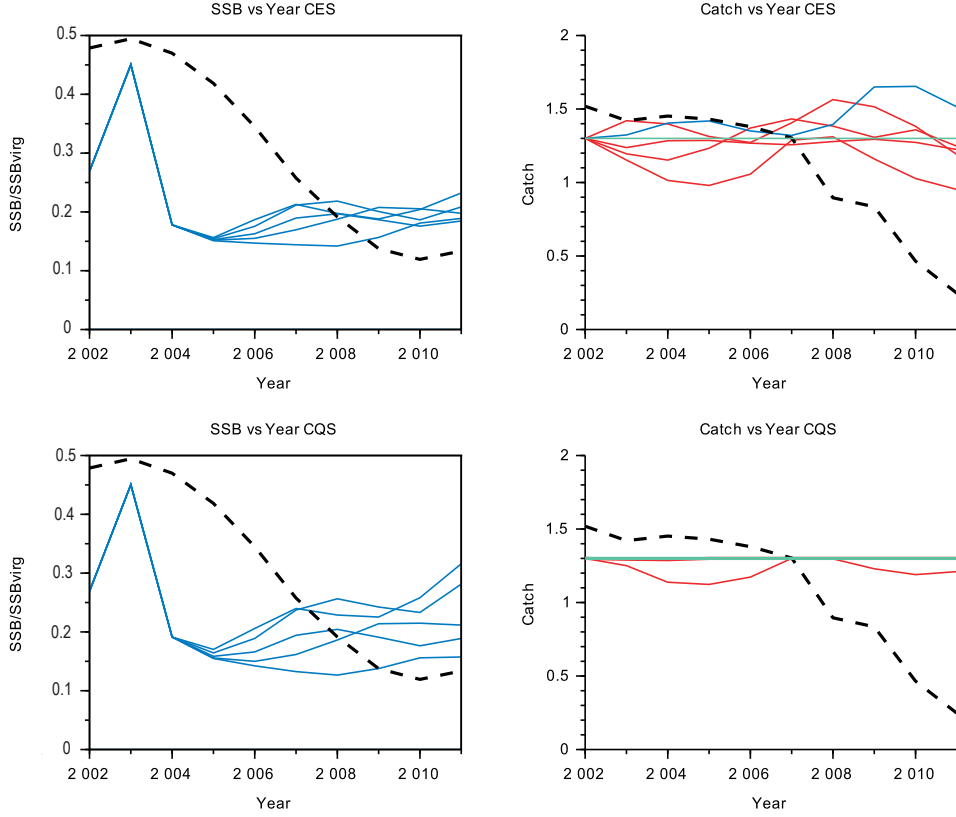 SSB vs Year CES
Catch vs Year CES
0.5
0.4
0.3
0.2
0.1
0
SSB/SSBvirg
2 002 2 004 2 006 2 008 2 010
Year
2
1.5
1
0.5
0
Catch
2 002 2 004 2 006 2 008 2 010
Year
SSB vs Year CQS
Catch vs Year CQS
0.5
0.4
0.3
0.2
0.1
0
SSB/SSBvirg
2 002 2 004 2 006 2 008 2 010
Year
2
1.5
1
0.5
0
Catch
2 002 2 004 2 006 2 008 2 010
Year